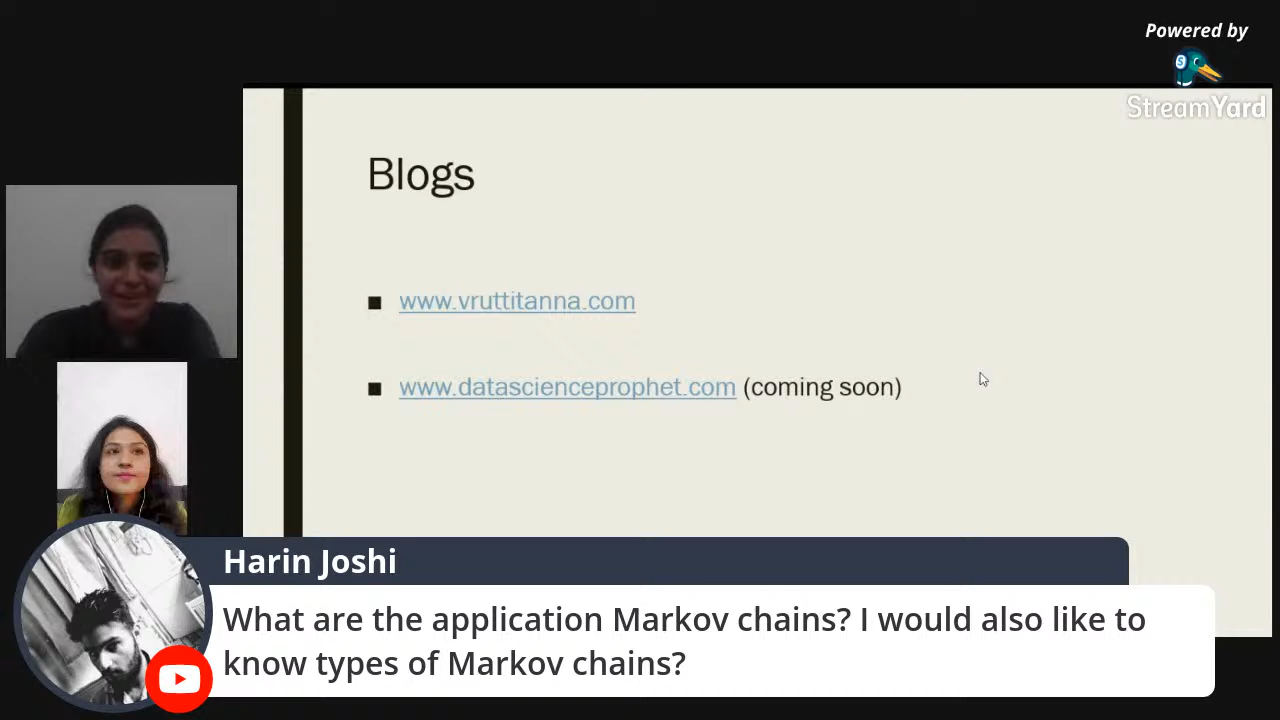 Powered by
StreamYard
Blogs
www.vruttitanna.com
www.datascienceprophet.com (coming soon)
Harin Joshi
What are the application Markov chains? I would also like to
know types of Markov chains?